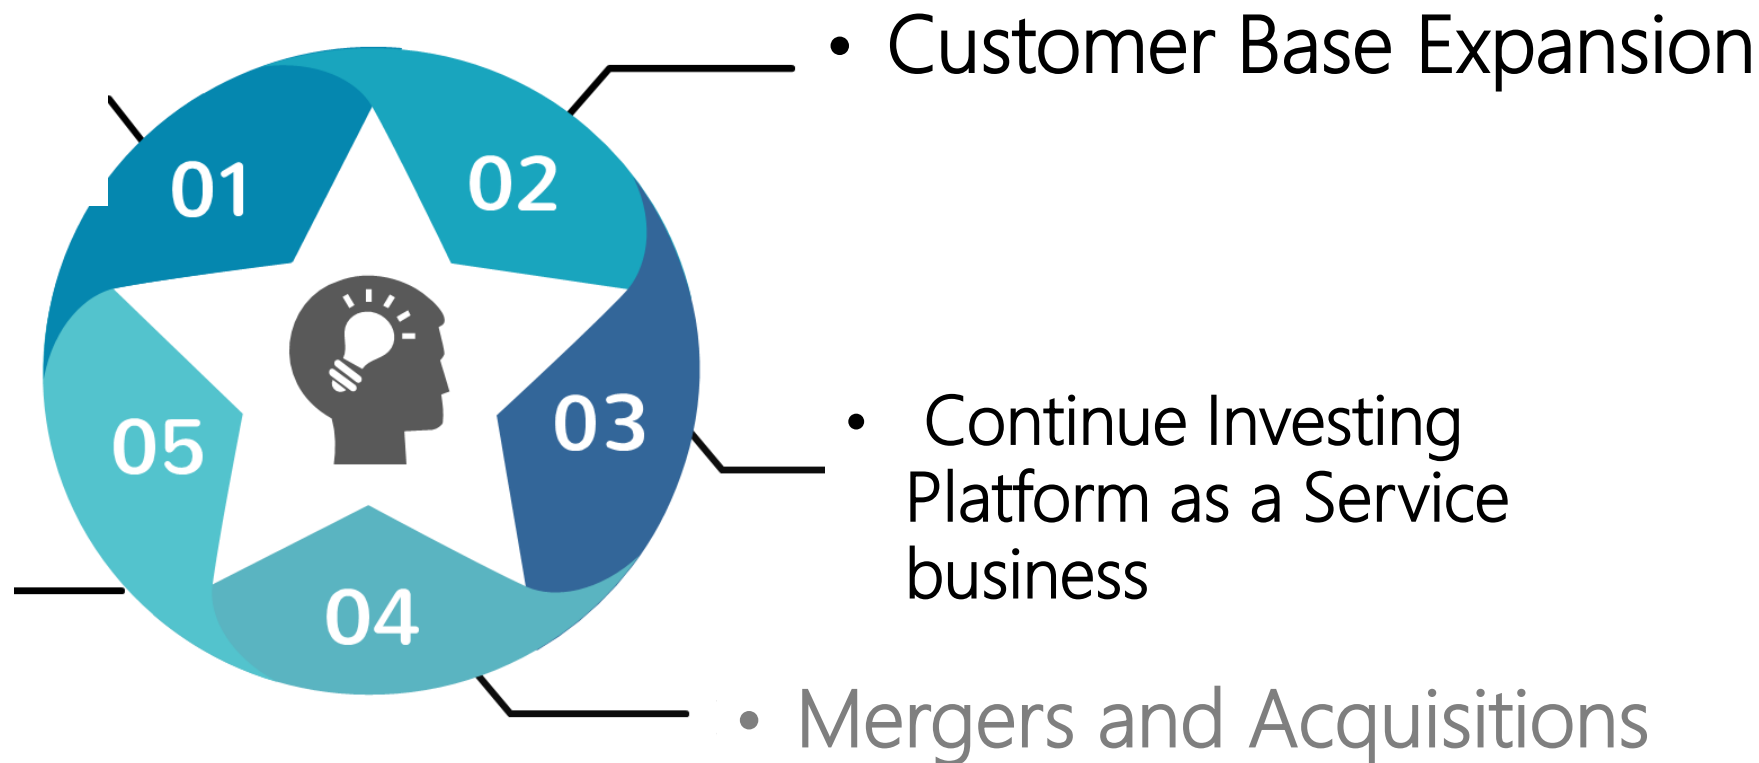 • Customer Base Expansion
01
02
03
• Continue Investing
Platform as a Service
business
05
04
• Mergers and Acquisitions